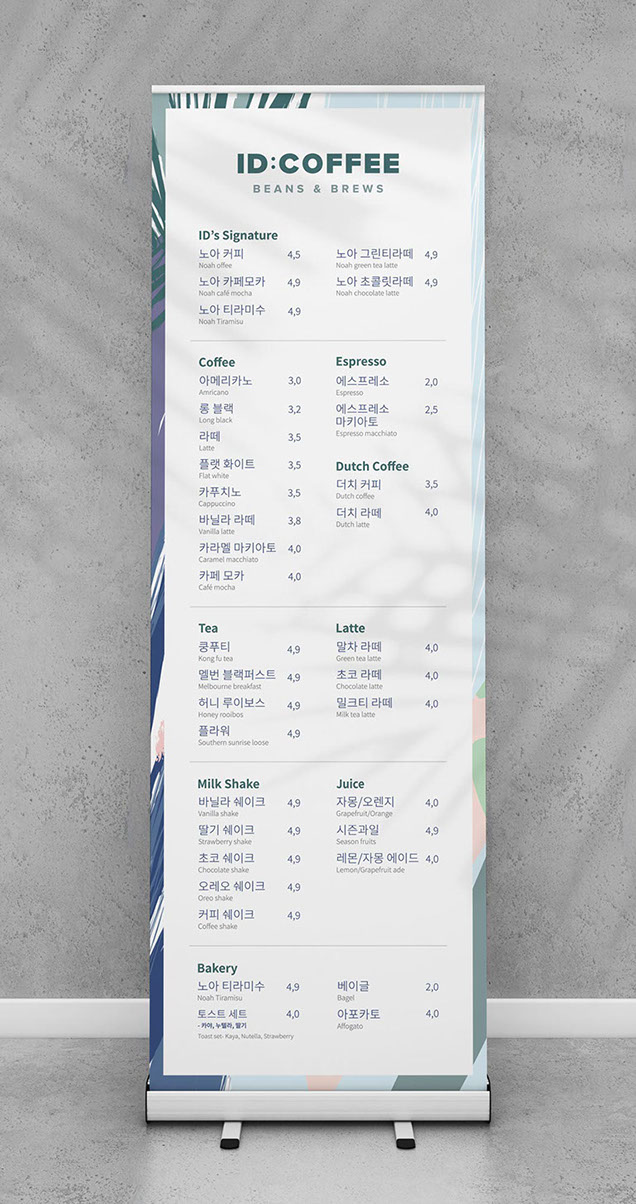 ID:COFFEE
BEANS & BREWS
ID's Signature
노아 커피 4,5
Noah offee
노아 카페모카 4,9
Noah café mocha
노아 티라미수 4,9
Noah Tiramisu
노아 그린티라떼 4,9
Noah green tea latte
노아 초콜릿라떼 4,9
Noah chocolate latte
Coffee
아메리카노 3,0
Amricano
롱 블랙 3,2
Long black
라떼 3,5
Latte
플랫 화이트 3,5
Flat white
카푸치노 3,5
Cappuccino
바닐라 라떼 3,8
Vanilla latte
카라멜 마키아토 4,0
Caramel macchiato
카페 모카 4,0
Café mocha
Espresso
에스프레소 2,0
Espresso
에스프레소 2,5
마키아토
Espresso macchiato
Dutch Coffee
더치 커피 3,5
Dutch coffee
더치 라떼 4,0
Dutch latte
Tea
쿵푸티 4,9
Kong fu tea
멜번 블랙퍼스트 4,9
Melbourne breakfast
허니 루이보스 4,9
Honey rooibos
플라워 4,9
Southern sunrise loose
Latte
말차 라떼 4,0
Green tea latte
초코 라떼 4,0
Chocolate latte
밀크티 라떼 4,0
Milk tea latte
Milk Shake
바닐라 쉐이크 4,9
Vanilla shake
딸기 쉐이크 4,9
Strawberry shake
초코 쉐이크 4,9
Chocolate shake
오레오 쉐이크 4,9
Oreo shake
커피 쉐이크 4,9
Coffee shake
Juice
자몽/오렌지 4,0
Grapefruit/Orange
시즌과일 4,9
Season fruits
레몬/자몽 에이드 4,0
Lemon/Grapefruit ade
Bakery
노아 티라미수 4,9
Noah Tiramisu
토스트 세트 4,0
- 카야, 누텔라, 딸기
Toast set- Kaya, Nutella, Strawberry
베이글 2,0
Bagel
아포카토 4,0
Affogato